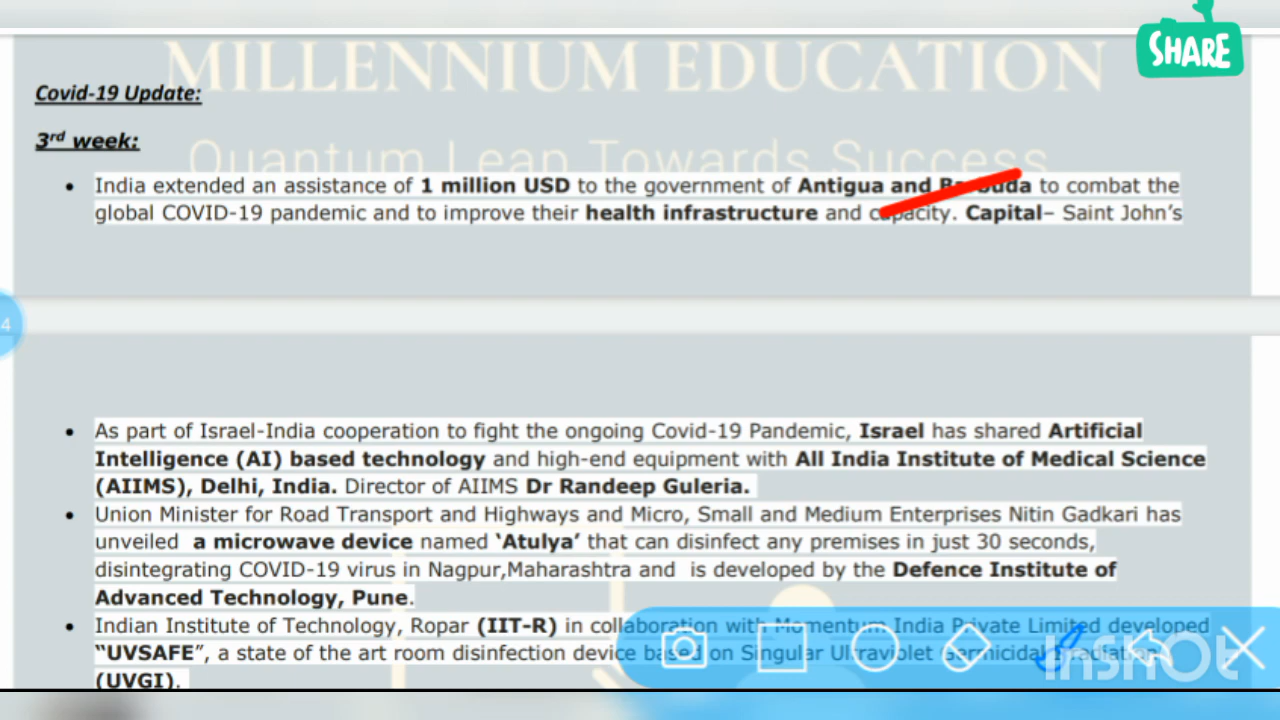 SHARE
MILLENNIUM EDUCATION
Covid-19 Update:
Quantum Leap Towards Success
3rd week:
• India extended an assistance of 1 million USD to the government of Antigua and Barbuda to combat the
global COVID-19 pandemic and to improve their health infrastructure and capacity. Capital– Saint John’s
4
• As part of Israel-India cooperation to fight the ongoing Covid-19 Pandemic, Israel has shared Artificial
Intelligence (AI) based technology and high-end equipment with All India Institute of Medical Science
(AIIMS), Delhi, India. Director of AIIMS Dr Randeep Guleria.
• Union Minister for Road Transport and Highways and Micro, Small and Medium Enterprises Nitin Gadkari has
unveiled a microwave device named ‘Atulya’ that can disinfect any premises in just 30 seconds,
disintegrating COVID-19 virus in Nagpur,Maharashtra and is developed by the Defence Institute of
Advanced Technology, Pune.
• Indian Institute of Technology, Ropar (IIT-R) in collaboration with Momentum India Private Limited developed
“UVSAFE”, a state of the art room disinfection device based on Singular Ultraviolet Germicidal Irradiation
(UVGI).
InShOt